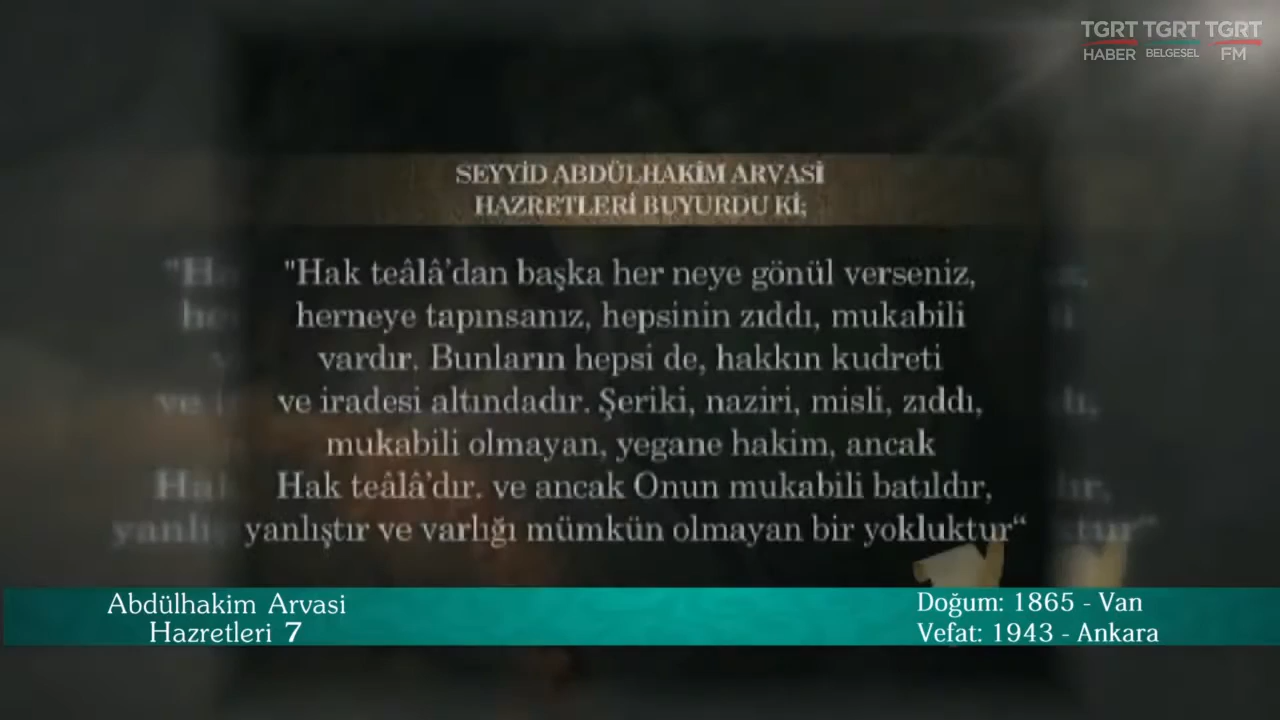 TGRT TGRT TGRT
HABER BELGESEL FM
SEYYİD ABDÜLHAKİM ARVASİ
HAZRETLERİ BUYURDU Kİ;
"Hak teâlâ’dan başka her neye gönül verseniz,
herneye tapınsanız, hepsinin zıddı, mukabili
vardır. Bunların hepsi de, hakkın kudreti
ve iradesi altındadır. Şeriki, naziri, misli, zıddı,
mukabili olmayan, yegane hakim, ancak
Hak teâlâ’dır. ve ancak Onun mukabili batıldır,
yanlıştır ve varlığı mümkün olmayan bir yokluktur“
Abdülhakim Arvasi
Hazretleri 7
Doğum: 1865 - Van
Vefat: 1943 - Ankara